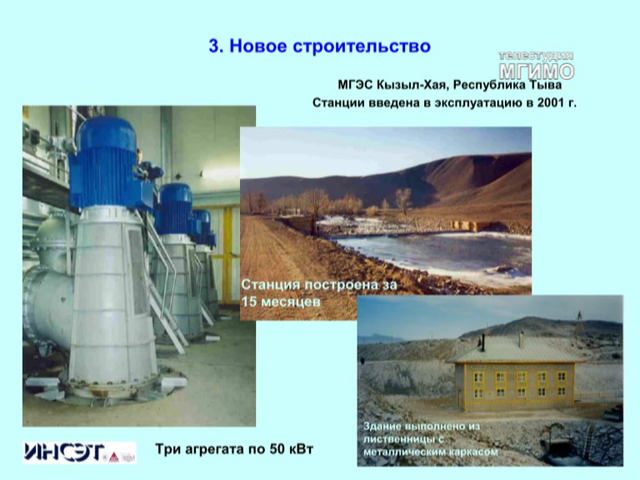 3. Новое строительство
телестудия
МГИМО
МГЭС Кызыл-Хая, Республика Тыва
Станции введена в эксплуатацию в 2001 г.
Станция построена за
15 месяцев
Здание выполнено из
лиственницы с
металлическим каркасом
ИНСЭТ
Три агрегата по 50 кВт